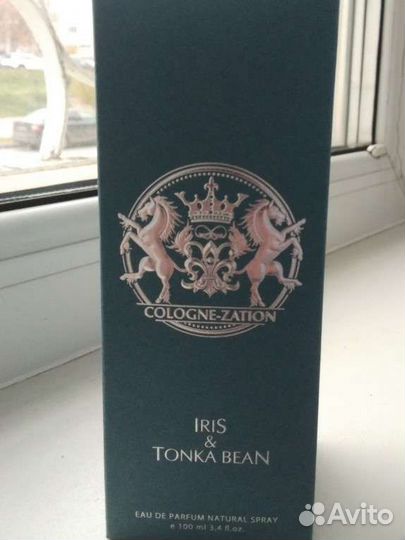 COLOGNE-ZATION
IRIS
&
TONKA BEAN
EAU DE PARFUM NATURAL SPRAY
e 100 ml 3,4 fl.oz.
Avito